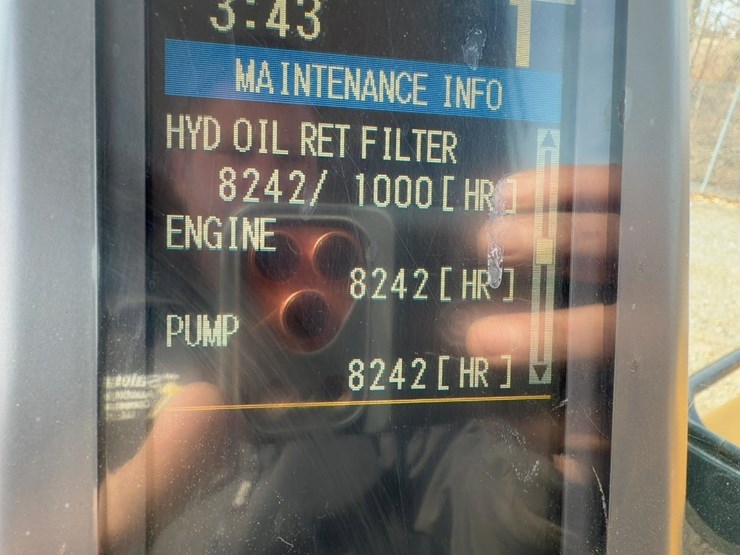 3:43
MAINTENANCE INFO
HYD OIL RET FILTER
8242/ 1000[HR]
ENGINE
8242[HR]
PUMP
8242[HR]